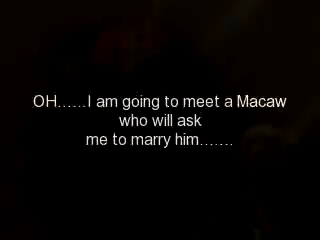 OH......I am going to meet a Macaw
who will ask
me to marry him.......